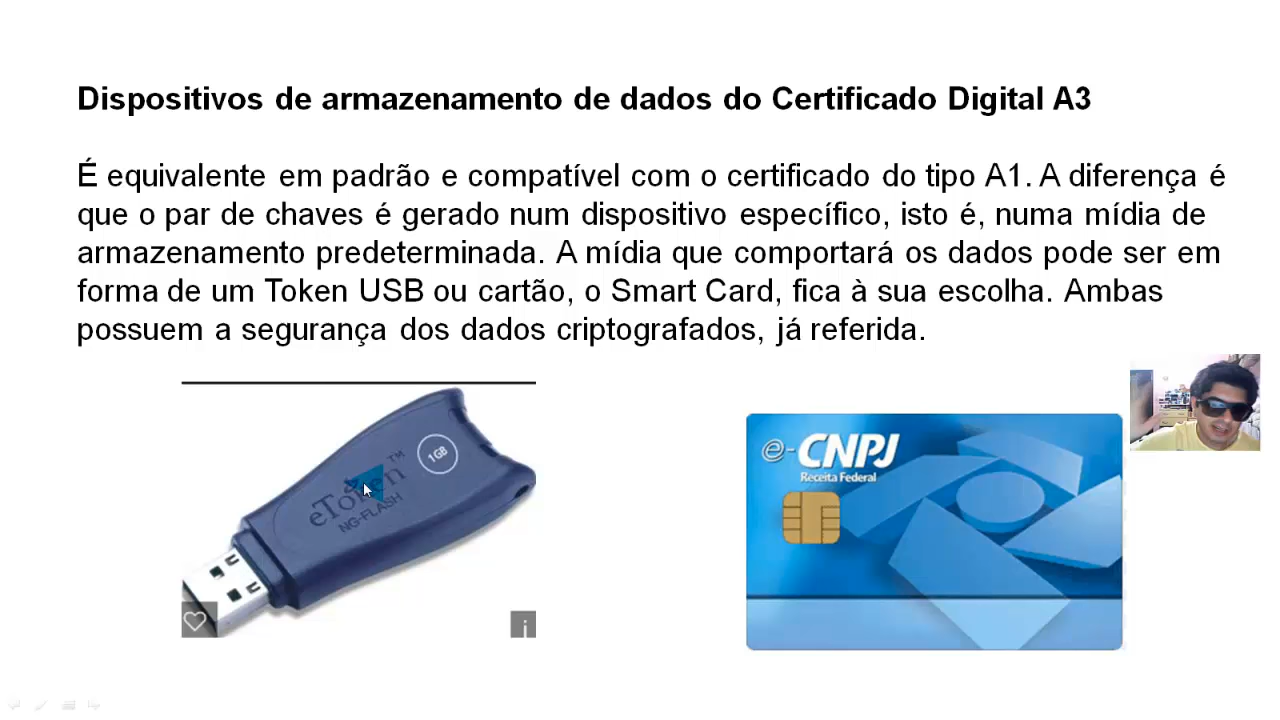 Dispositivos de armazenamento de dados do Certificado Digital A3
É equivalente em padrão e compatível com o certificado do tipo A1. A diferença é
que o par de chaves é gerado num dispositivo específico, isto é, numa mídia de
armazenamento predeterminada. A mídia que comportará os dados pode ser em
forma de um Token USB ou cartão, o Smart Card, fica à sua escolha. Ambas
possuem a segurança dos dados criptografados, já referida.
1GB
eToken™
NG-FLASH
e-CNPJ
Receita Federal
i